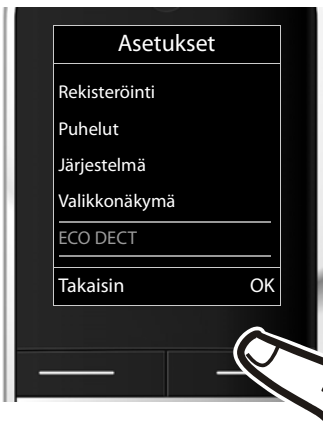 Asetukset
Rekisteröinti
Puhelut
Järjestelmä
Valikkonäkymä
ECO DECT
Takaisin OK